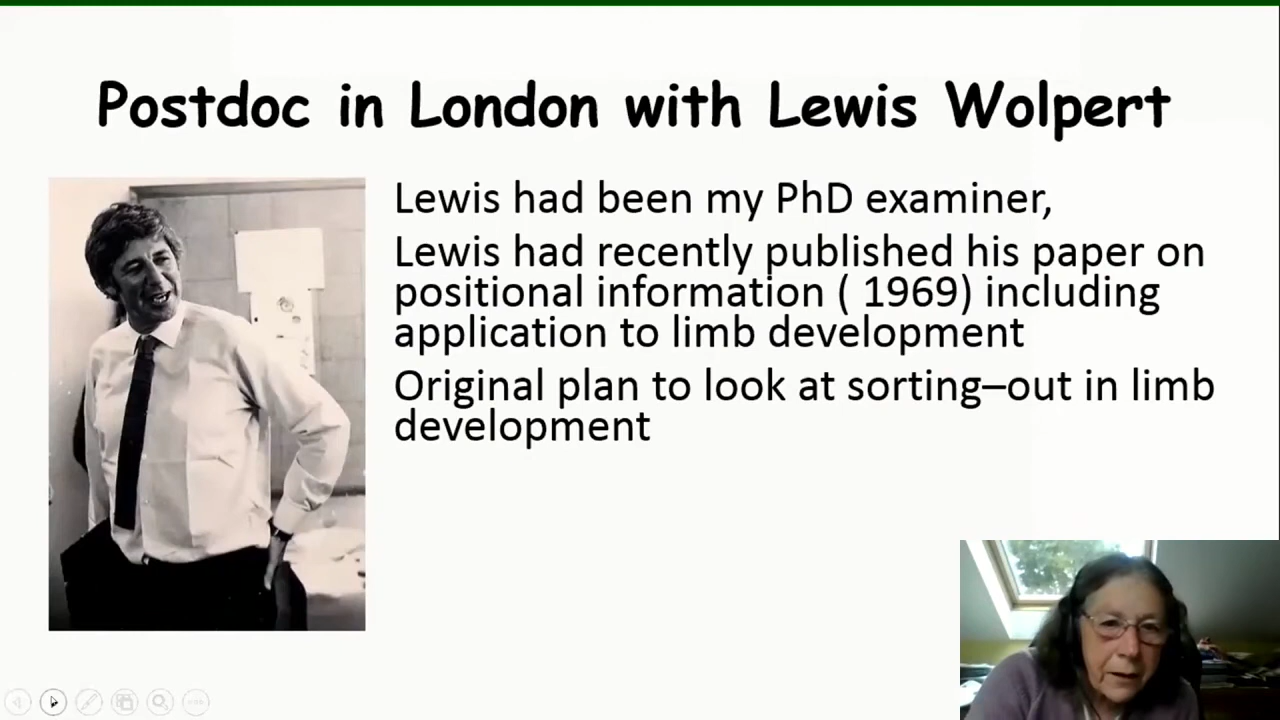 Postdoc in London with Lewis Wolpert
Lewis had been my PhD examiner,
Lewis had recently published his paper on
positional information ( 1969) including
application to limb development
Original plan to look at sorting–out in limb
development